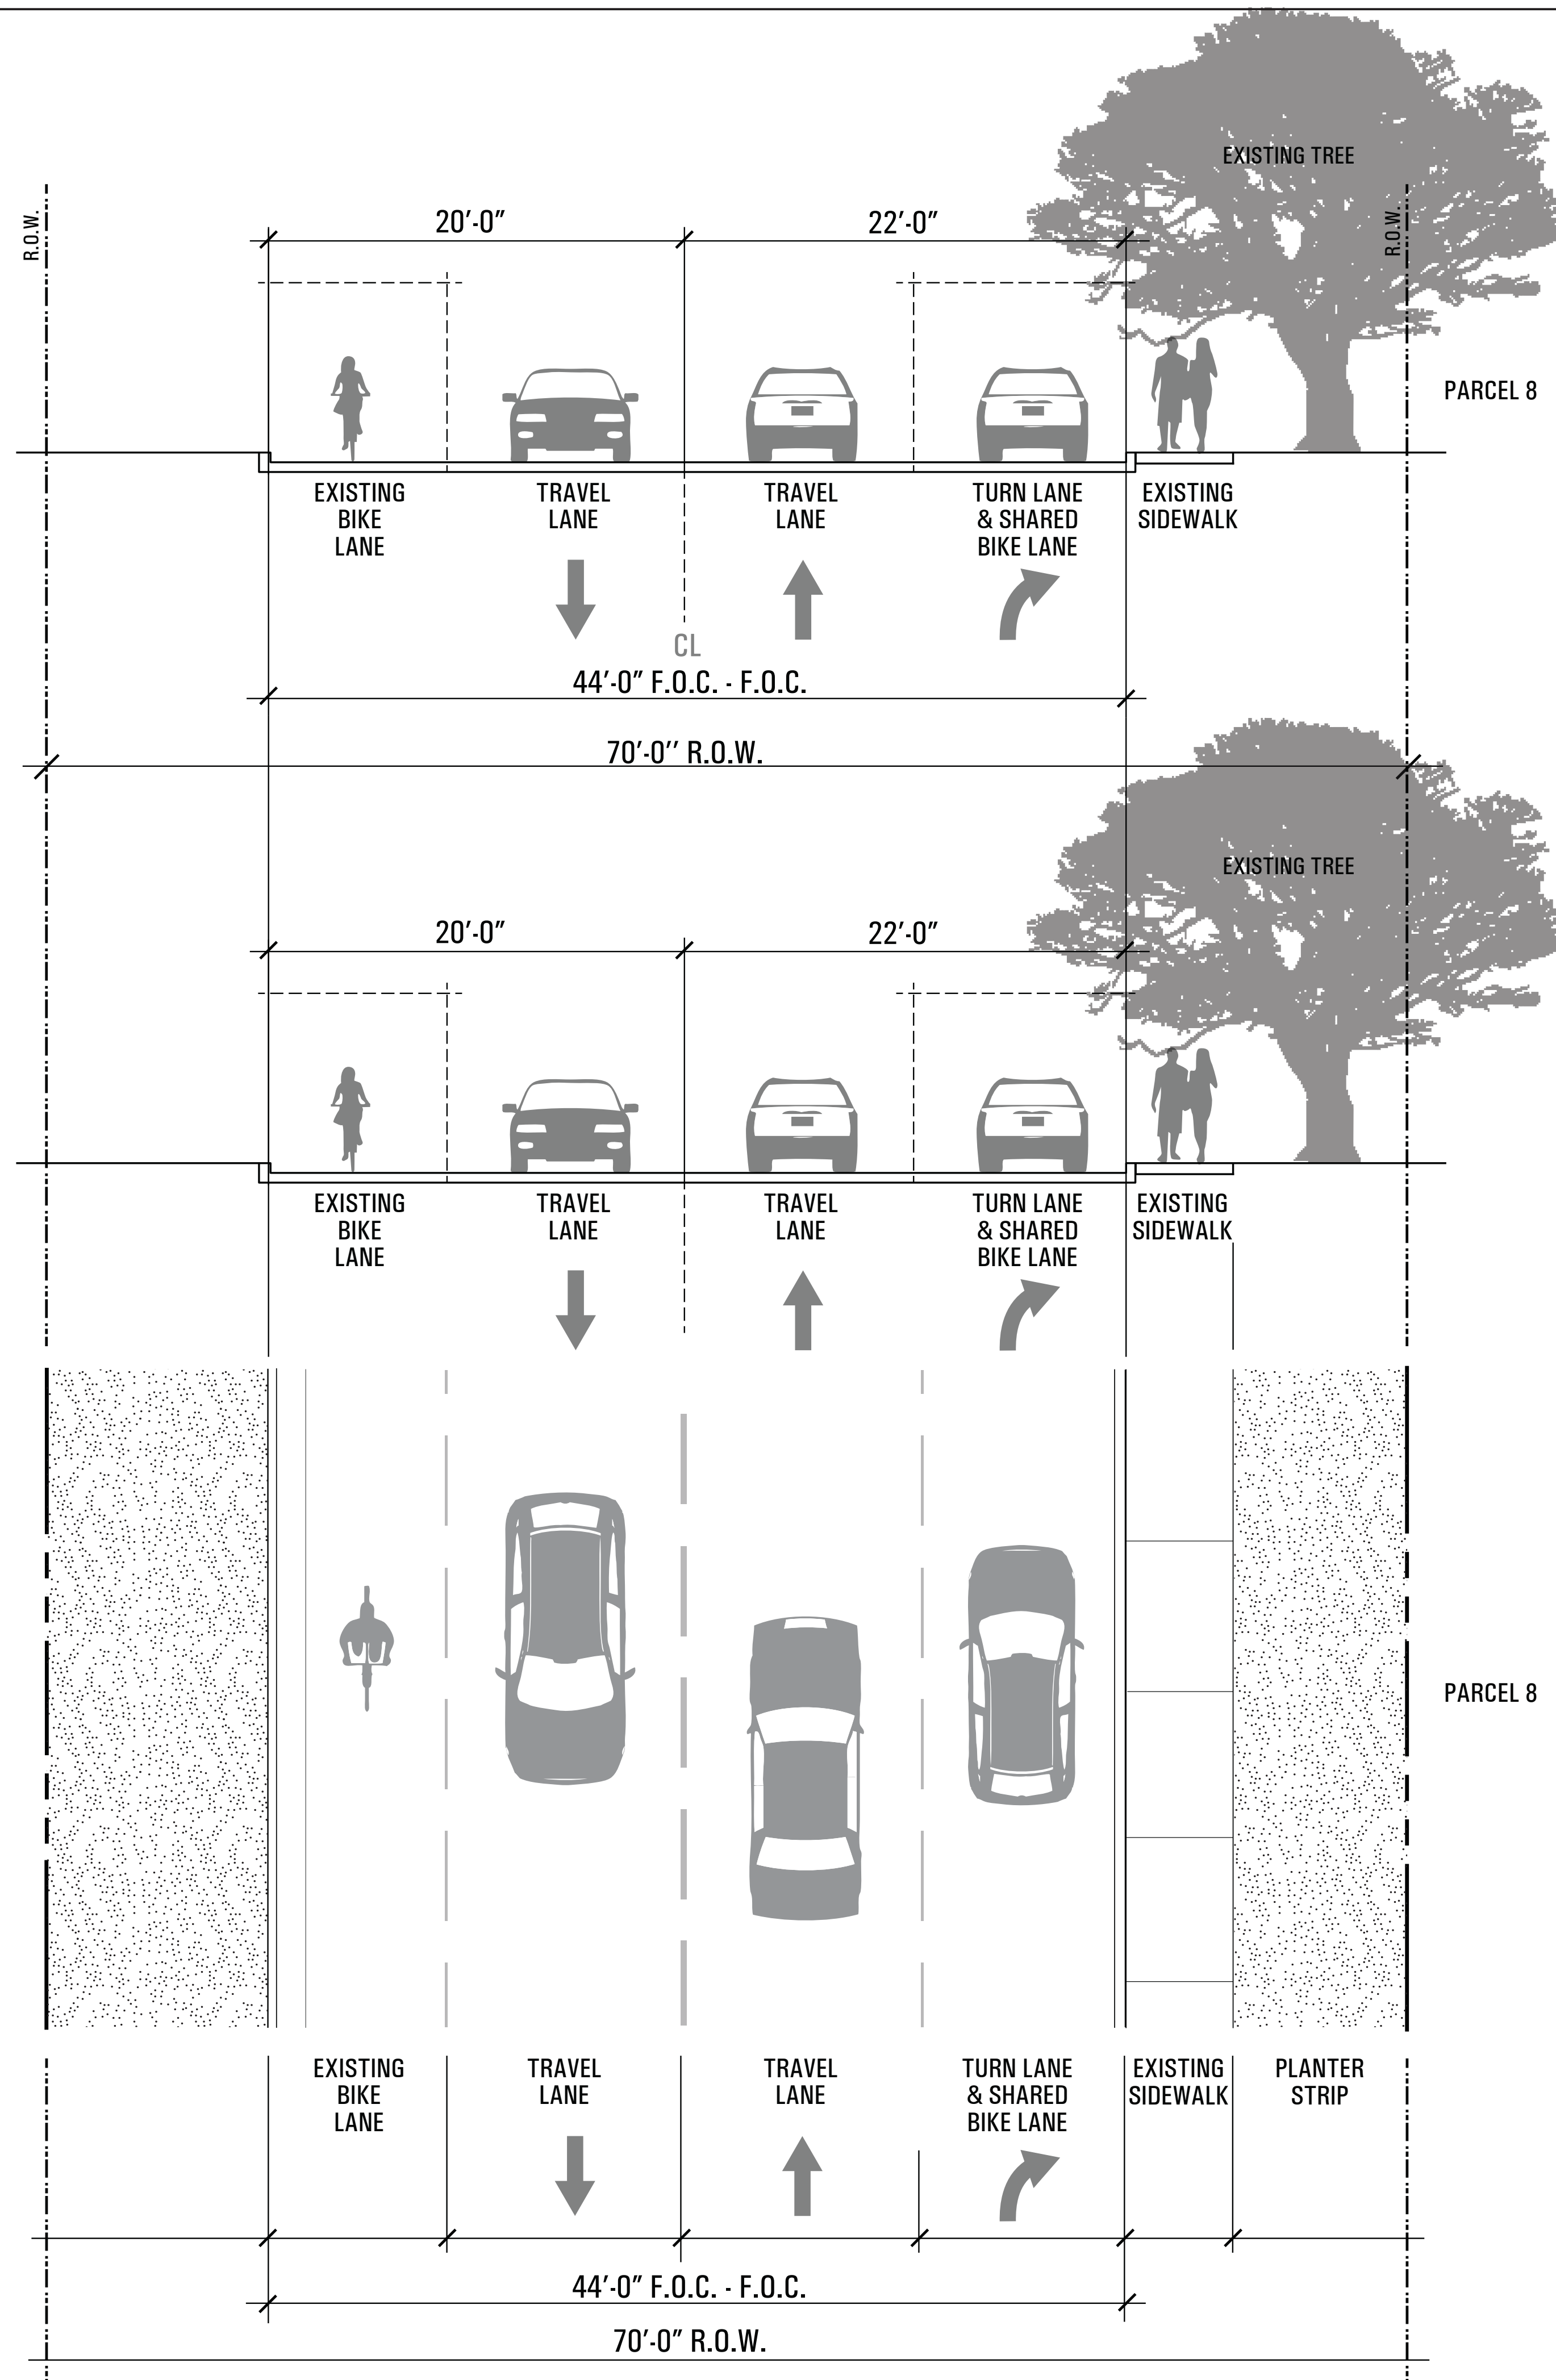 EXISTING TREE
R.O.W.
20'-0"
22'-0"
R.O.W.
PARCEL 8
EXISTING
BIKE
LANE
TRAVEL
LANE
TRAVEL
LANE
TURN LANE
& SHARED
BIKE LANE
EXISTING
SIDEWALK
CL
44'-0" F.O.C. - F.O.C.
70'-0'' R.O.W.
EXISTING TREE
20'-0"
22'-0"
EXISTING
BIKE
LANE
TRAVEL
LANE
TRAVEL
LANE
TURN LANE
& SHARED
BIKE LANE
EXISTING
SIDEWALK
PARCEL 8
EXISTING
BIKE
LANE
TRAVEL
LANE
TRAVEL
LANE
TURN LANE
& SHARED
BIKE LANE
EXISTING
SIDEWALK
PLANTER
STRIP
44'-0" F.O.C. - F.O.C.
70'-0" R.O.W.